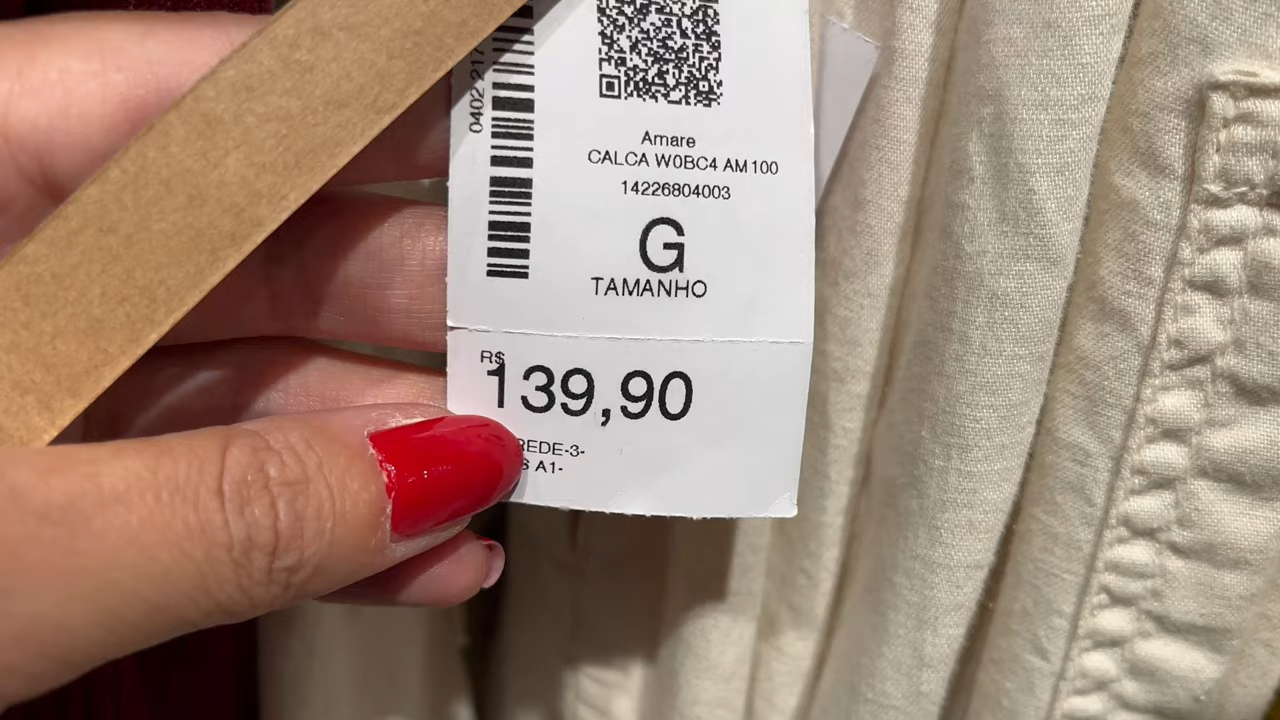 0402 217
Amare
CALCA W0BC4 AM100
14226804003
G
TAMANHO
R$
139,90
REDE-3-
A1-